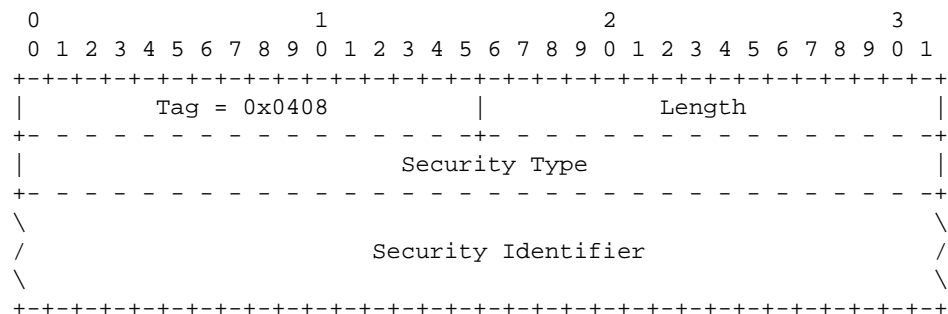 0                   1                   2                   3
 0 1 2 3 4 5 6 7 8 9 0 1 2 3 4 5 6 7 8 9 0 1 2 3 4 5 6 7 8 9 0 1
+-+-+-+-+-+-+-+-+-+-+-+-+-+-+-+-+-+-+-+-+-+-+-+-+-+-+-+-+-+-+-+-+
|         Tag = 0x0408          |            Length             |
+- - - - - - - - - - - - - - - -+- - - - - - - - - - - - - - - -+
|                          Security Type                        |
+- - - - - - - - - - - - - - - - - - - - - - - - - - - - - - - -+
\                                                               \
/                        Security Identifier                    /
\                                                               \
+-+-+-+-+-+-+-+-+-+-+-+-+-+-+-+-+-+-+-+-+-+-+-+-+-+-+-+-+-+-+-+-+